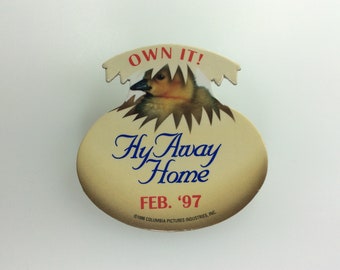 OWN IT!
Fly Away
Home
FEB. '97
©1996 COLUMBIA PICTURES INDUSTRIES, INC.